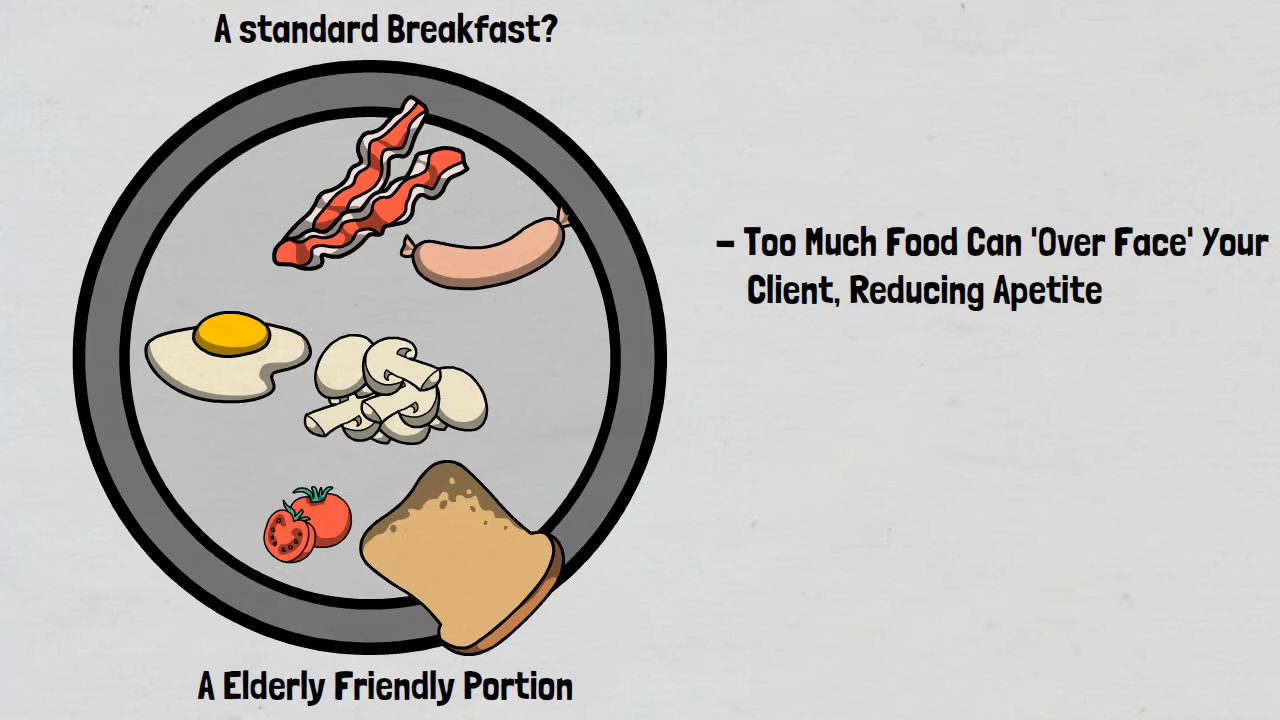 A standard Breakfast?
- Too Much Food Can 'Over Face' Your
Client, Reducing Apetite
A Elderly Friendly Portion